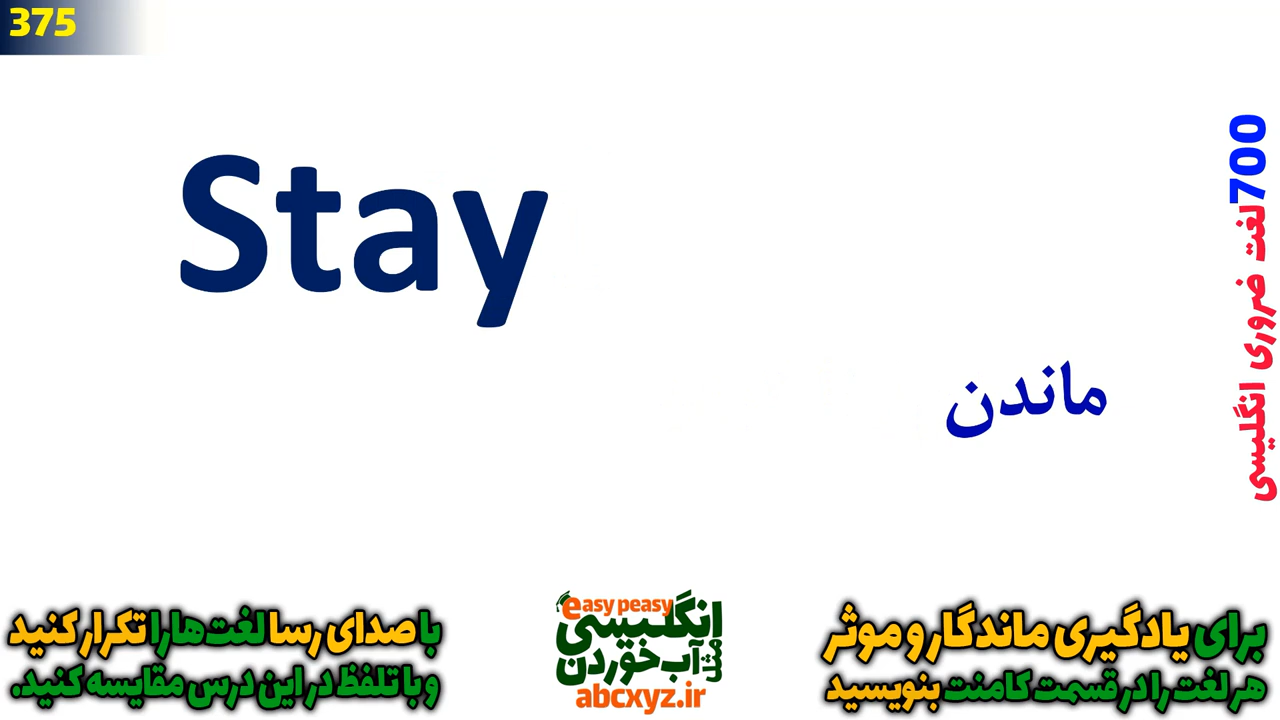 375
Stay
ماندن
700 لغت ضروری انگلیسی
برای یادگیری ماندگار و موثر
هر لغت را در قسمت کامنت بنویسید
easy peasy
انگلیسی
مثل آب خوردن
abcxyz.ir
با صدای رسا لغت‌ها را تکرار کنید
و با تلفظ در این درس مقایسه کنید.